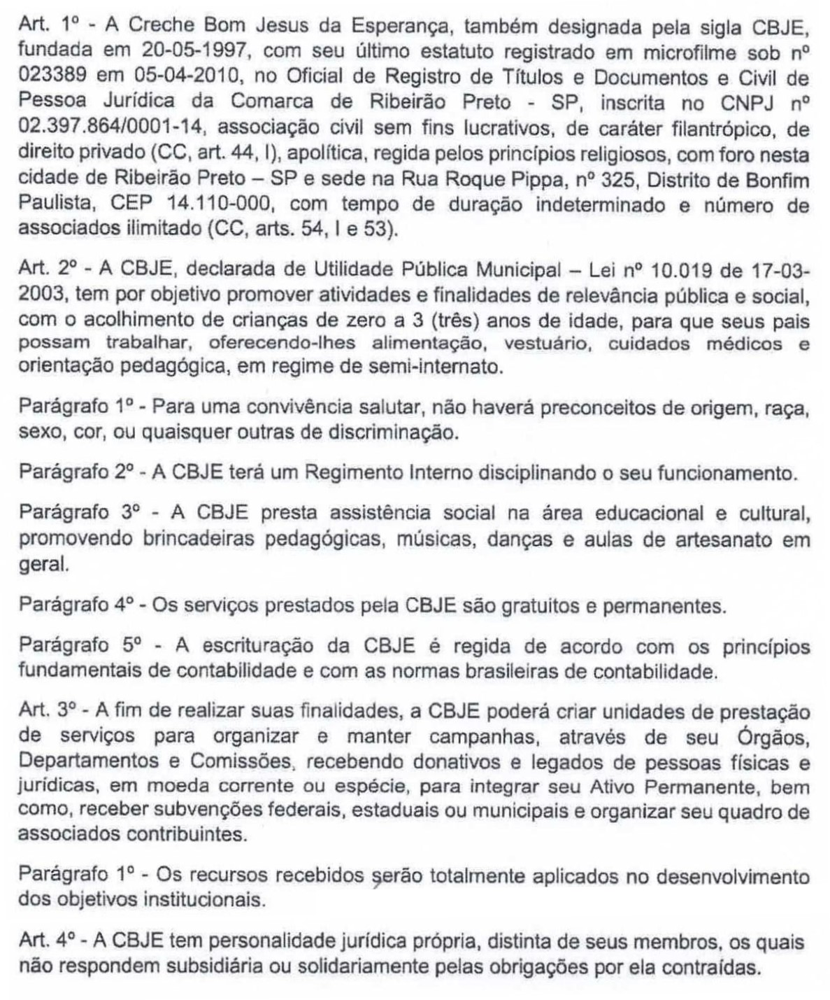 Art. 1º - A Creche Bom Jesus da Esperança, também designada pela sigla CBJE,
fundada em 20-05-1997, com seu último estatuto registrado em microfilme sob nº
023389 em 05-04-2010, no Oficial de Registro de Títulos e Documentos e Civil de
Pessoa Jurídica da Comarca de Ribeirão Preto - SP, inscrita no CNPJ nº
02.397.864/0001-14, associação civil sem fins lucrativos, de caráter filantrópico, de
direito privado (CC, art. 44, I), apolítica, regida pelos princípios religiosos, com foro nesta
cidade de Ribeirão Preto – SP e sede na Rua Roque Pippa, nº 325, Distrito de Bonfim
Paulista, CEP 14.110-000, com tempo de duração indeterminado e número de
associados ilimitado (CC, arts. 54, I e 53).
Art. 2º - A CBJE, declarada de Utilidade Pública Municipal – Lei nº 10.019 de 17-03-
2003, tem por objetivo promover atividades e finalidades de relevância pública e social,
com o acolhimento de crianças de zero a 3 (três) anos de idade, para que seus pais
possam trabalhar, oferecendo-lhes alimentação, vestuário, cuidados médicos e
orientação pedagógica, em regime de semi-internato.
Parágrafo 1º - Para uma convivência salutar, não haverá preconceitos de origem, raça,
sexo, cor, ou quaisquer outras de discriminação.
Parágrafo 2º - A CBJE terá um Regimento Interno disciplinando o seu funcionamento.
Parágrafo 3º - A CBJE presta assistência social na área educacional e cultural,
promovendo brincadeiras pedagógicas, músicas, danças e aulas de artesanato em
geral.
Parágrafo 4º - Os serviços prestados pela CBJE são gratuitos e permanentes.
Parágrafo 5º - A escrituração da CBJE é regida de acordo com os princípios
fundamentais de contabilidade e com as normas brasileiras de contabilidade.
Art. 3º - A fim de realizar suas finalidades, a CBJE poderá criar unidades de prestação
de serviços para organizar e manter campanhas, através de seu Órgãos,
Departamentos e Comissões, recebendo donativos e legados de pessoas físicas e
jurídicas, em moeda corrente ou espécie, para integrar seu Ativo Permanente, bem
como, receber subvenções federais, estaduais ou municipais e organizar seu quadro de
associados contribuintes.
Parágrafo 1º - Os recursos recebidos serão totalmente aplicados no desenvolvimento
dos objetivos institucionais.
Art. 4º - A CBJE tem personalidade jurídica própria, distinta de seus membros, os quais
não respondem subsidiária ou solidariamente pelas obrigações por ela contraídas.